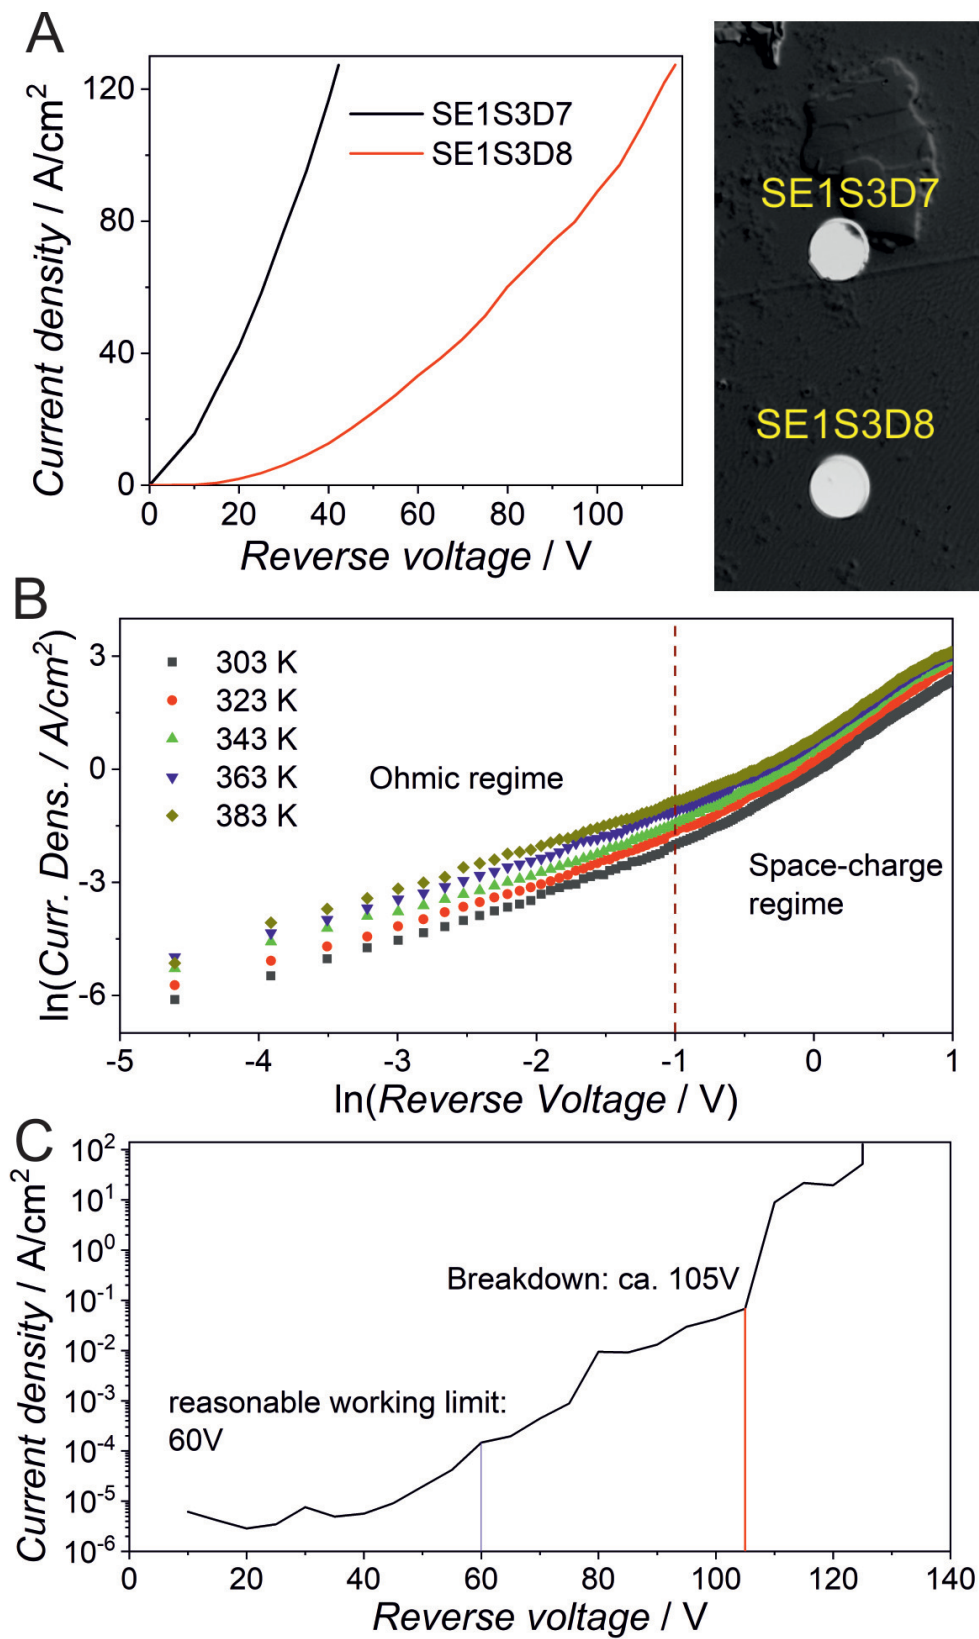 A
Current density / A/cm²
120
80
40
0
0 20 40 60 80 100
Reverse voltage / V
SE1S3D7
SE1S3D8
SE1S3D7
SE1S3D8
B
ln(Curr. Dens. / A/cm²)
3
0
-3
-6
303 K
323 K
343 K
363 K
383 K
Ohmic regime
Space-charge
regime
-5 -4 -3 -2 -1 0 1
ln(Reverse Voltage / V)
C
Current density / A/cm²
10²
10¹
10⁰
10⁻¹
10⁻²
10⁻³
10⁻⁴
10⁻⁵
10⁻⁶
Breakdown: ca. 105V
reasonable working limit:
60V
0 20 40 60 80 100 120 140
Reverse voltage / V